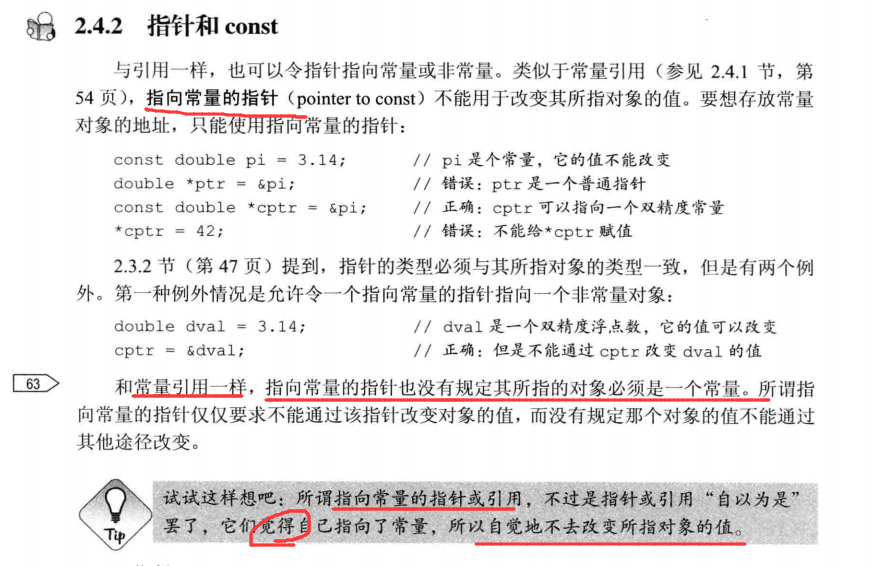 2.4.2 指针和 const
与引用一样，也可以令指针指向常量或非常量。类似于常量引用（参见 2.4.1 节，第
54 页），指向常量的指针（pointer to const）不能用于改变其所指对象的值。要想存放常量
对象的地址，只能使用指向常量的指针：
const double pi = 3.14; // pi 是个常量，它的值不能改变
double *ptr = &pi; // 错误：ptr 是一个普通指针
const double *cptr = &pi; // 正确：cptr 可以指向一个双精度常量
*cptr = 42; // 错误：不能给*cptr 赋值
2.3.2 节（第 47 页）提到，指针的类型必须与其所指对象的类型一致，但是有两个例
外。第一种例外情况是允许令一个指向常量的指针指向一个非常量对象：
double dval = 3.14; // dval 是一个双精度浮点数，它的值可以改变
cptr = &dval; // 正确：但是不能通过 cptr 改变 dval 的值
63
和常量引用一样，指向常量的指针也没有规定其所指的对象必须是一个常量。所谓指
向常量的指针仅仅要求不能通过该指针改变对象的值，而没有规定那个对象的值不能通过
其他途径改变。
试试这样想吧：所谓指向常量的指针或引用，不过是指针或引用“自以为是”
罢了，它们觉得自己指向了常量，所以自觉地不去改变所指对象的值。
Tip